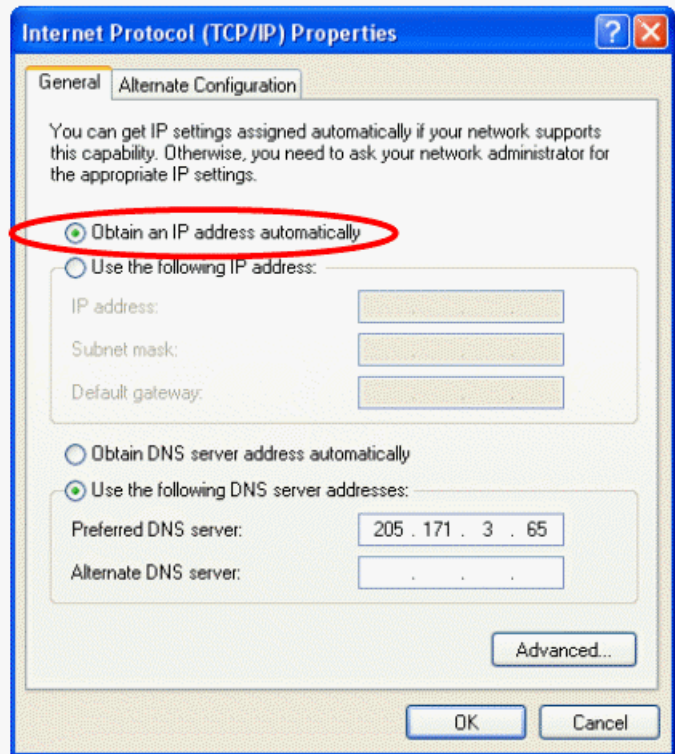 Internet Protocol (TCP/IP) Properties
General
Alternate Configuration
You can get IP settings assigned automatically if your network supports
this capability. Otherwise, you need to ask your network administrator for
the appropriate IP settings.
Obtain an IP address automatically
Use the following IP address:
IP address:
Subnet mask:
Default gateway:
Obtain DNS server address automatically
Use the following DNS server addresses:
Preferred DNS server: 205 . 171 . 3 . 65
Alternate DNS server: . . .
Advanced...
OK Cancel